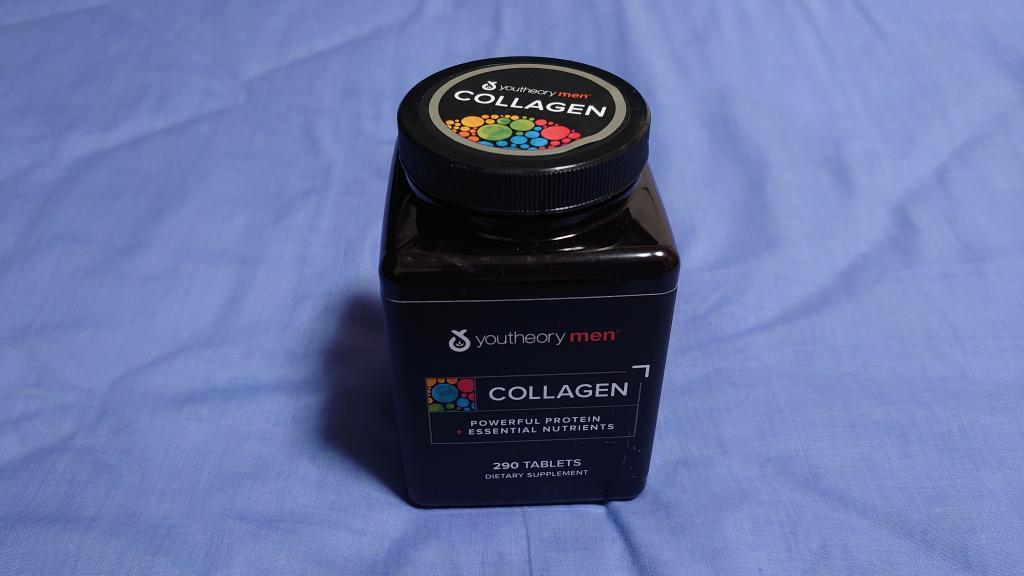 youtheory men®
COLLAGEN
youtheory men®
COLLAGEN
POWERFUL PROTEIN
+ ESSENTIAL NUTRIENTS
290 TABLETS
DIETARY SUPPLEMENT